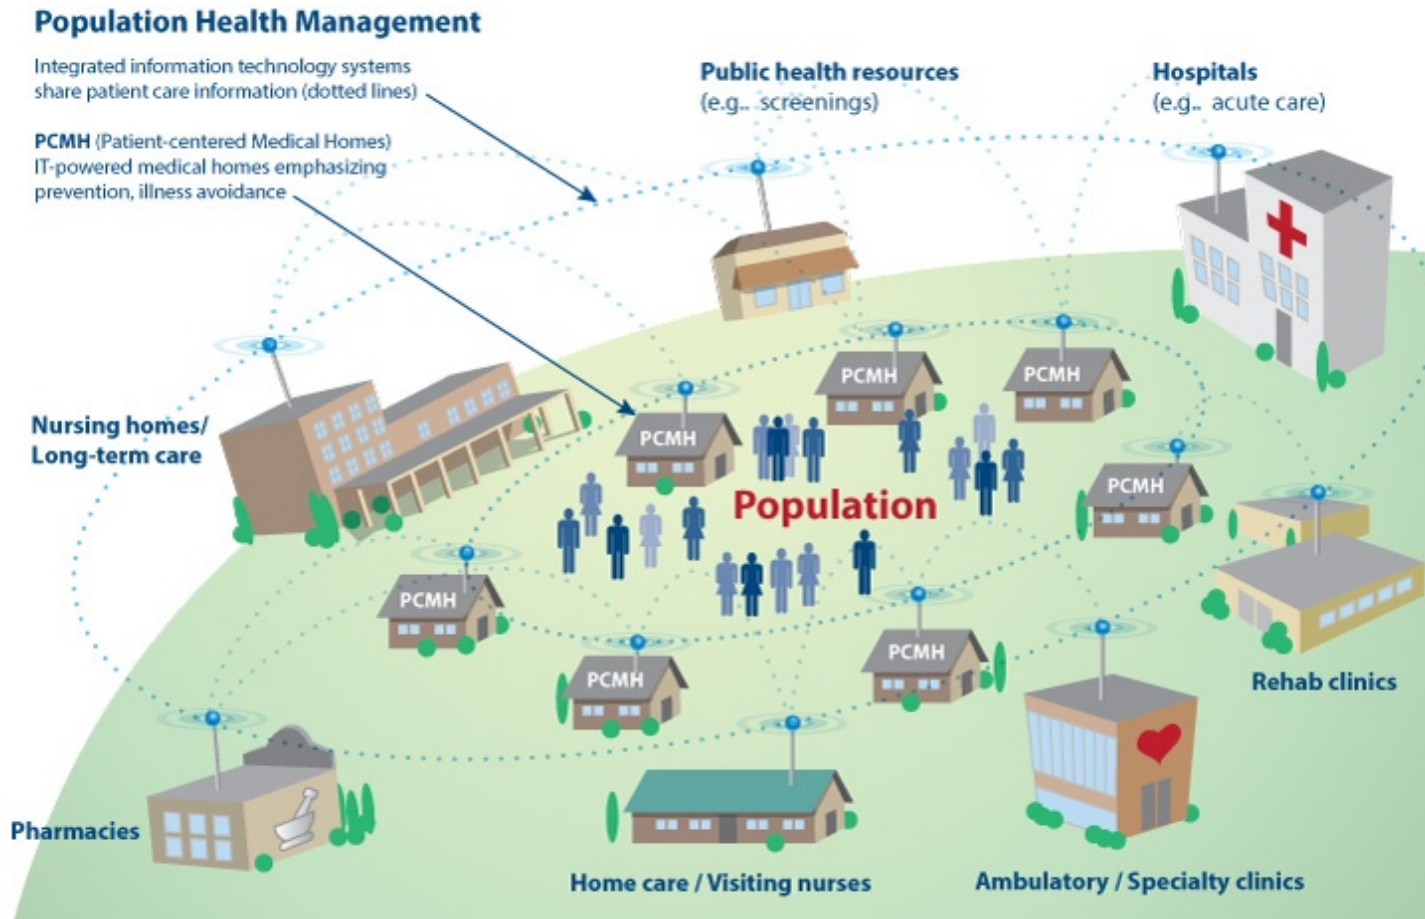 Population Health Management
Integrated information technology systems
share patient care information (dotted lines)
PCMH (Patient-centered Medical Homes)
IT-powered medical homes emphasizing
prevention, illness avoidance
Public health resources
(e.g.. screenings)
Hospitals
(e.g.. acute care)
Nursing homes/
Long-term care
PCMH
PCMH
PCMH
PCMH
Population
PCMH
PCMH
PCMH
Rehab clinics
Pharmacies
Home care / Visiting nurses
Ambulatory / Specialty clinics